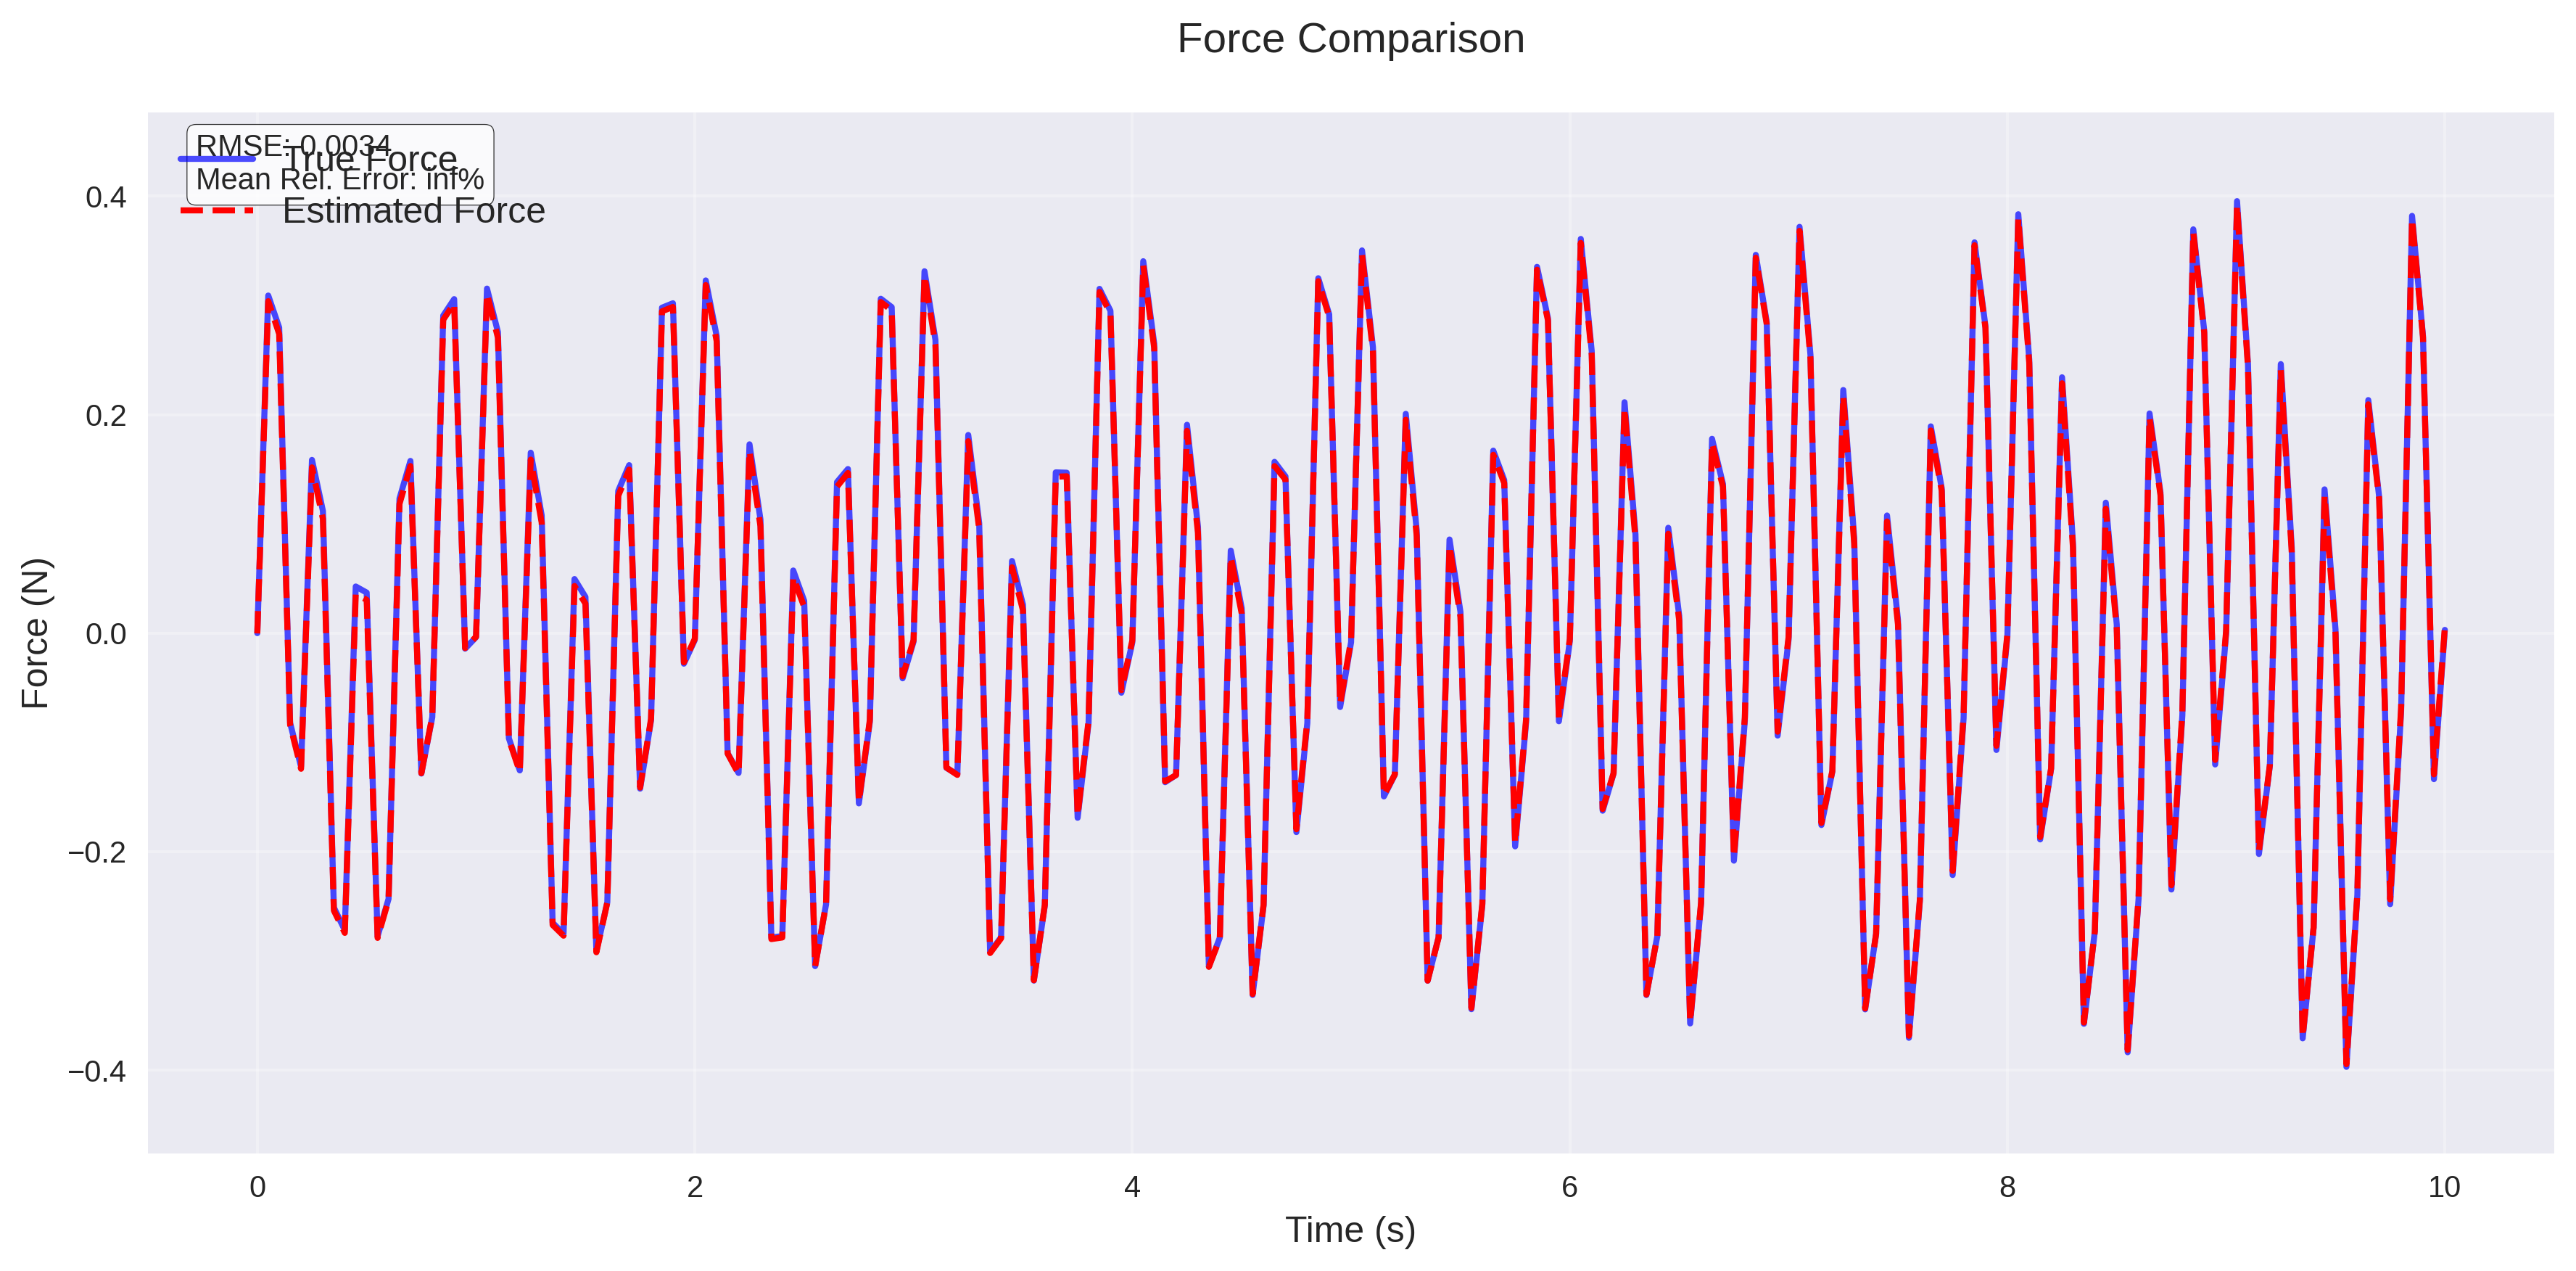 Force Comparison
RMSE: 0.0034
True Force
Mean Rel. Error: inf%
Estimated Force
0.4
0.2
0.0
−0.2
−0.4
Force (N)
0 2 4 6 8 10
Time (s)